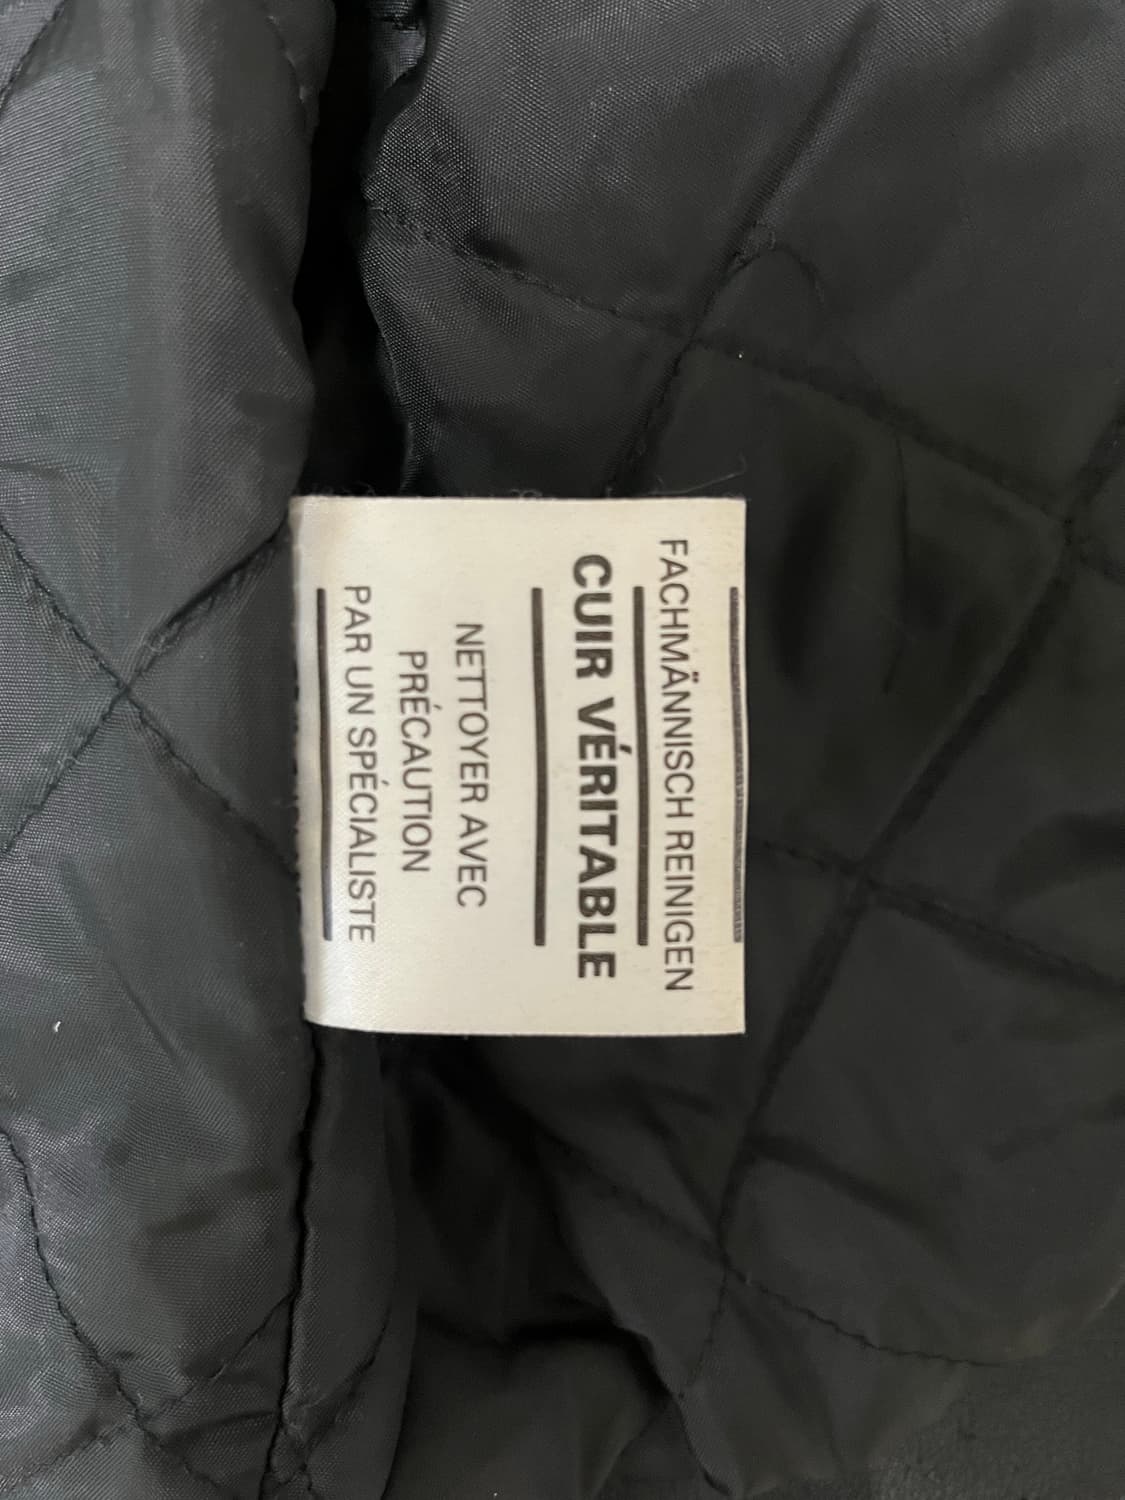 FACHMÄNNISCH REINIGEN
CUIR VÉRITABLE
NETTOYER AVEC
PRÉCAUTION
PAR UN SPÉCIALISTE